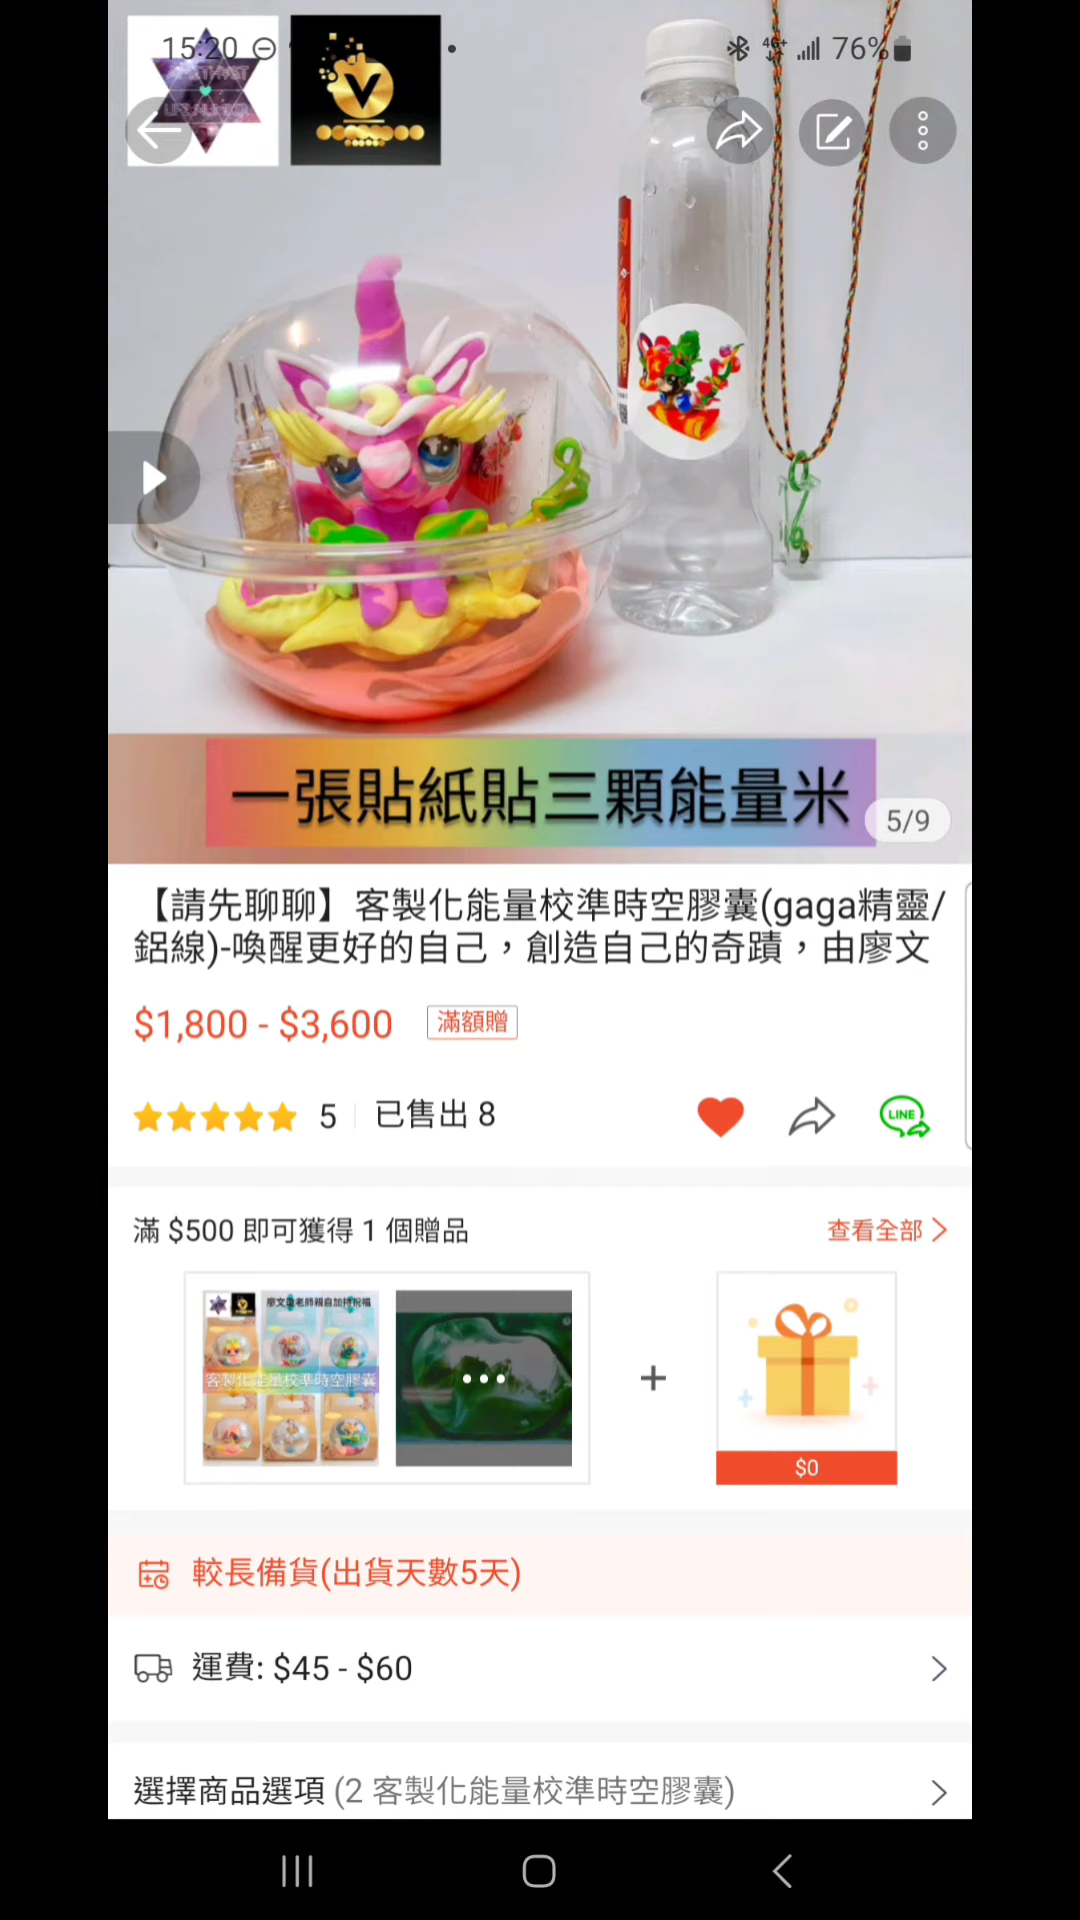 15:20
4G+
76%
V
一張貼紙貼三顆能量米
5/9
【請先聊聊】客製化能量校準時空膠囊(gaga精靈/
鋁線)-喚醒更好的自己，創造自己的奇蹟，由廖文
$1,800 - $3,600
滿額贈
5
已售出 8
LINE
滿 $500 即可獲得 1 個贈品
查看全部
客製化能量校準時空膠囊
+
$0
較長備貨(出貨天數5天)
運費: $45 - $60
選擇商品選項 (2 客製化能量校準時空膠囊)